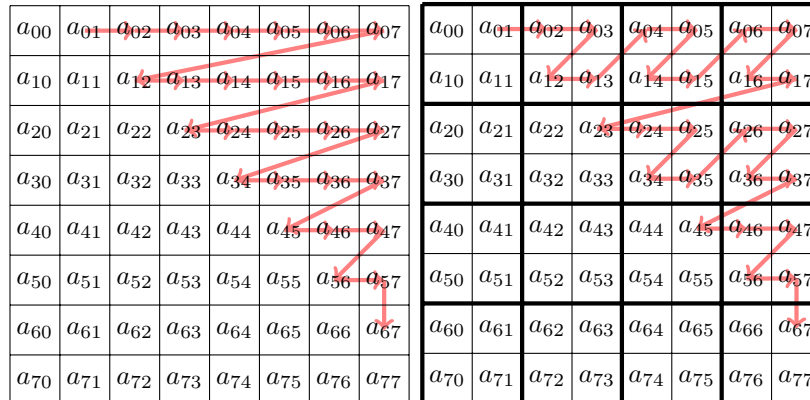 a00 a01 a02 a03 a04 a05 a06 a07 a00 a01 a02 a03 a04 a05 a06 a07
a10 a11 a12 a13 a14 a15 a16 a17 a10 a11 a12 a13 a14 a15 a16 a17
a20 a21 a22 a23 a24 a25 a26 a27 a20 a21 a22 a23 a24 a25 a26 a27
a30 a31 a32 a33 a34 a35 a36 a37 a30 a31 a32 a33 a34 a35 a36 a37
a40 a41 a42 a43 a44 a45 a46 a47 a40 a41 a42 a43 a44 a45 a46 a47
a50 a51 a52 a53 a54 a55 a56 a57 a50 a51 a52 a53 a54 a55 a56 a57
a60 a61 a62 a63 a64 a65 a66 a67 a60 a61 a62 a63 a64 a65 a66 a67
a70 a71 a72 a73 a74 a75 a76 a77 a70 a71 a72 a73 a74 a75 a76 a77